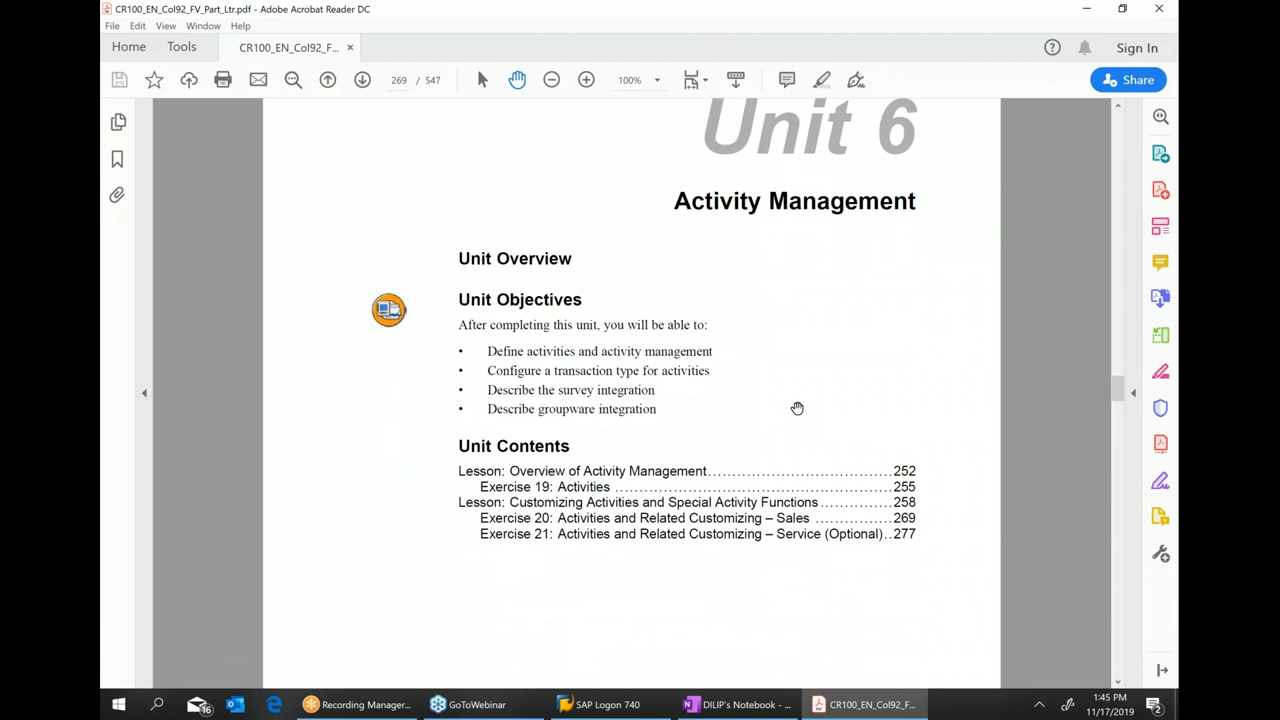 CR100_EN_Col92_FV_Part_Ltr.pdf - Adobe Acrobat Reader DC
File Edit View Window Help
Home Tools CR100_EN_Col92_F... × Sign In
269 / 547 100% Share
Unit 6
Activity Management
Unit Overview
Unit Objectives
After completing this unit, you will be able to:
• Define activities and activity management
• Configure a transaction type for activities
• Describe the survey integration
• Describe groupware integration
Unit Contents
Lesson: Overview of Activity Management........................................252
Exercise 19: Activities ............................................................255
Lesson: Customizing Activities and Special Activity Functions................258
Exercise 20: Activities and Related Customizing – Sales ................269
Exercise 21: Activities and Related Customizing – Service (Optional)..277
16 Recording Manager... GoToWebinar SAP Logon 740 DILIP's Notebook - ... CR100_EN_Col92_F... 1:45 PM
11/17/2019 2